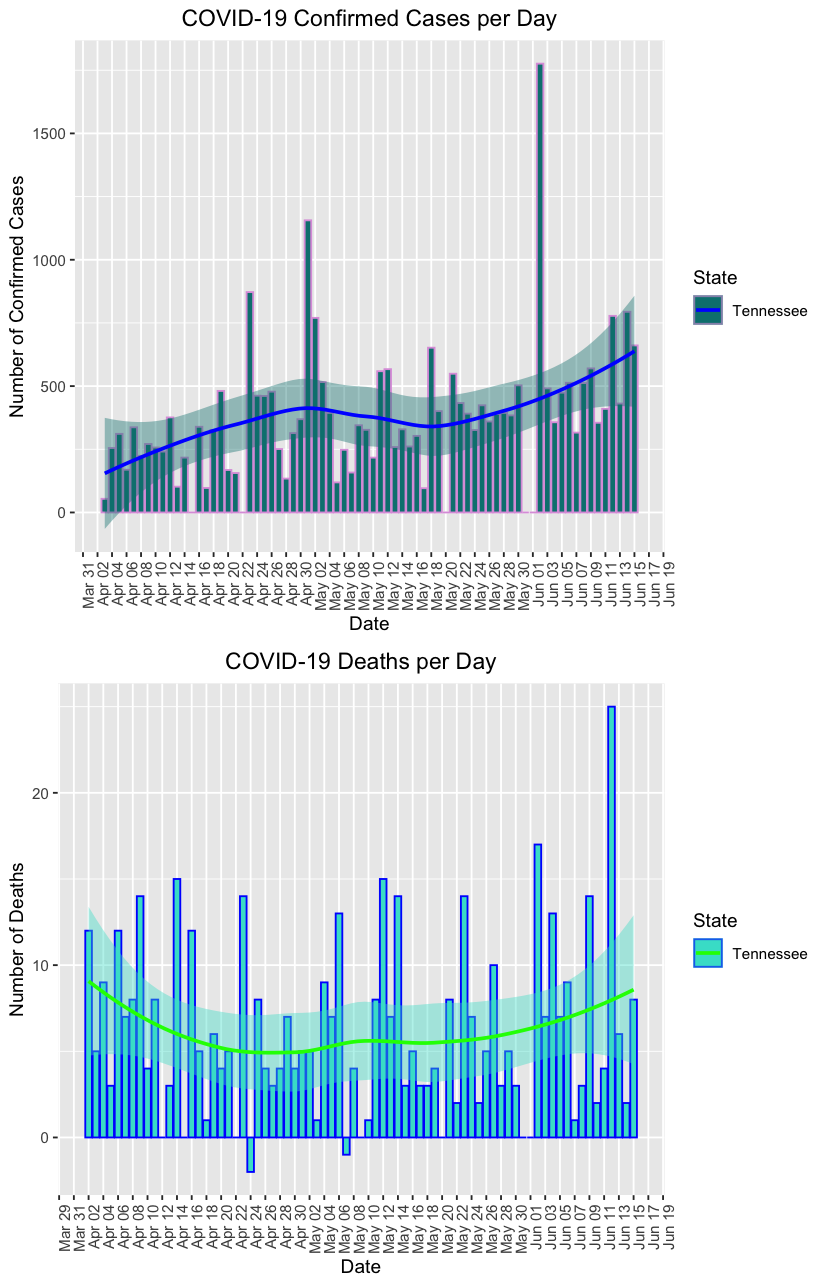 COVID-19 Confirmed Cases per Day
Number of Confirmed Cases
1500
1000
500
0
Mar 31
Apr 02
Apr 04
Apr 06
Apr 08
Apr 10
Apr 12
Apr 14
Apr 16
Apr 18
Apr 20
Apr 22
Apr 24
Apr 26
Apr 28
Apr 30
May 02
May 04
May 06
May 08
May 10
May 12
May 14
May 16
May 18
May 20
May 22
May 24
May 26
May 28
May 30
Jun 01
Jun 03
Jun 05
Jun 07
Jun 09
Jun 11
Jun 13
Jun 15
Jun 17
Jun 19
Date
State
Tennessee
COVID-19 Deaths per Day
Number of Deaths
20
10
0
Mar 29
Mar 31
Apr 02
Apr 04
Apr 06
Apr 08
Apr 10
Apr 12
Apr 14
Apr 16
Apr 18
Apr 20
Apr 22
Apr 24
Apr 26
Apr 28
Apr 30
May 02
May 04
May 06
May 08
May 10
May 12
May 14
May 16
May 18
May 20
May 22
May 24
May 26
May 28
May 30
Jun 01
Jun 03
Jun 05
Jun 07
Jun 09
Jun 11
Jun 13
Jun 15
Jun 17
Jun 19
Date
State
Tennessee